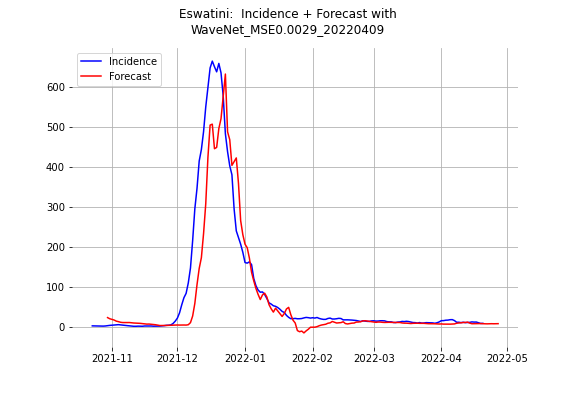 Eswatini:  Incidence + Forecast with
WaveNet_MSE0.0029_20220409
Incidence
Forecast
600
500
400
300
200
100
0
2021-11 2021-12 2022-01 2022-02 2022-03 2022-04 2022-05